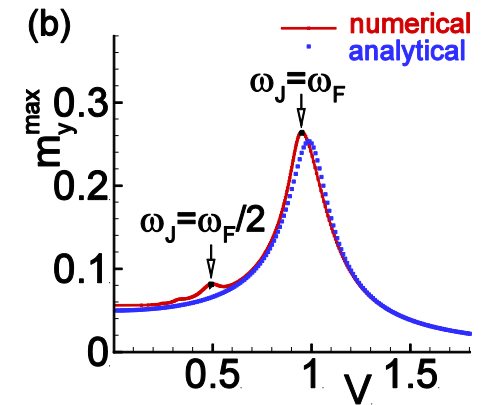 (b)
numerical
analytical
ω_J=ω_F
m_y^max
0.3
0.2
ω_J=ω_F/2
0.1
0
0.5
1
V
1.5